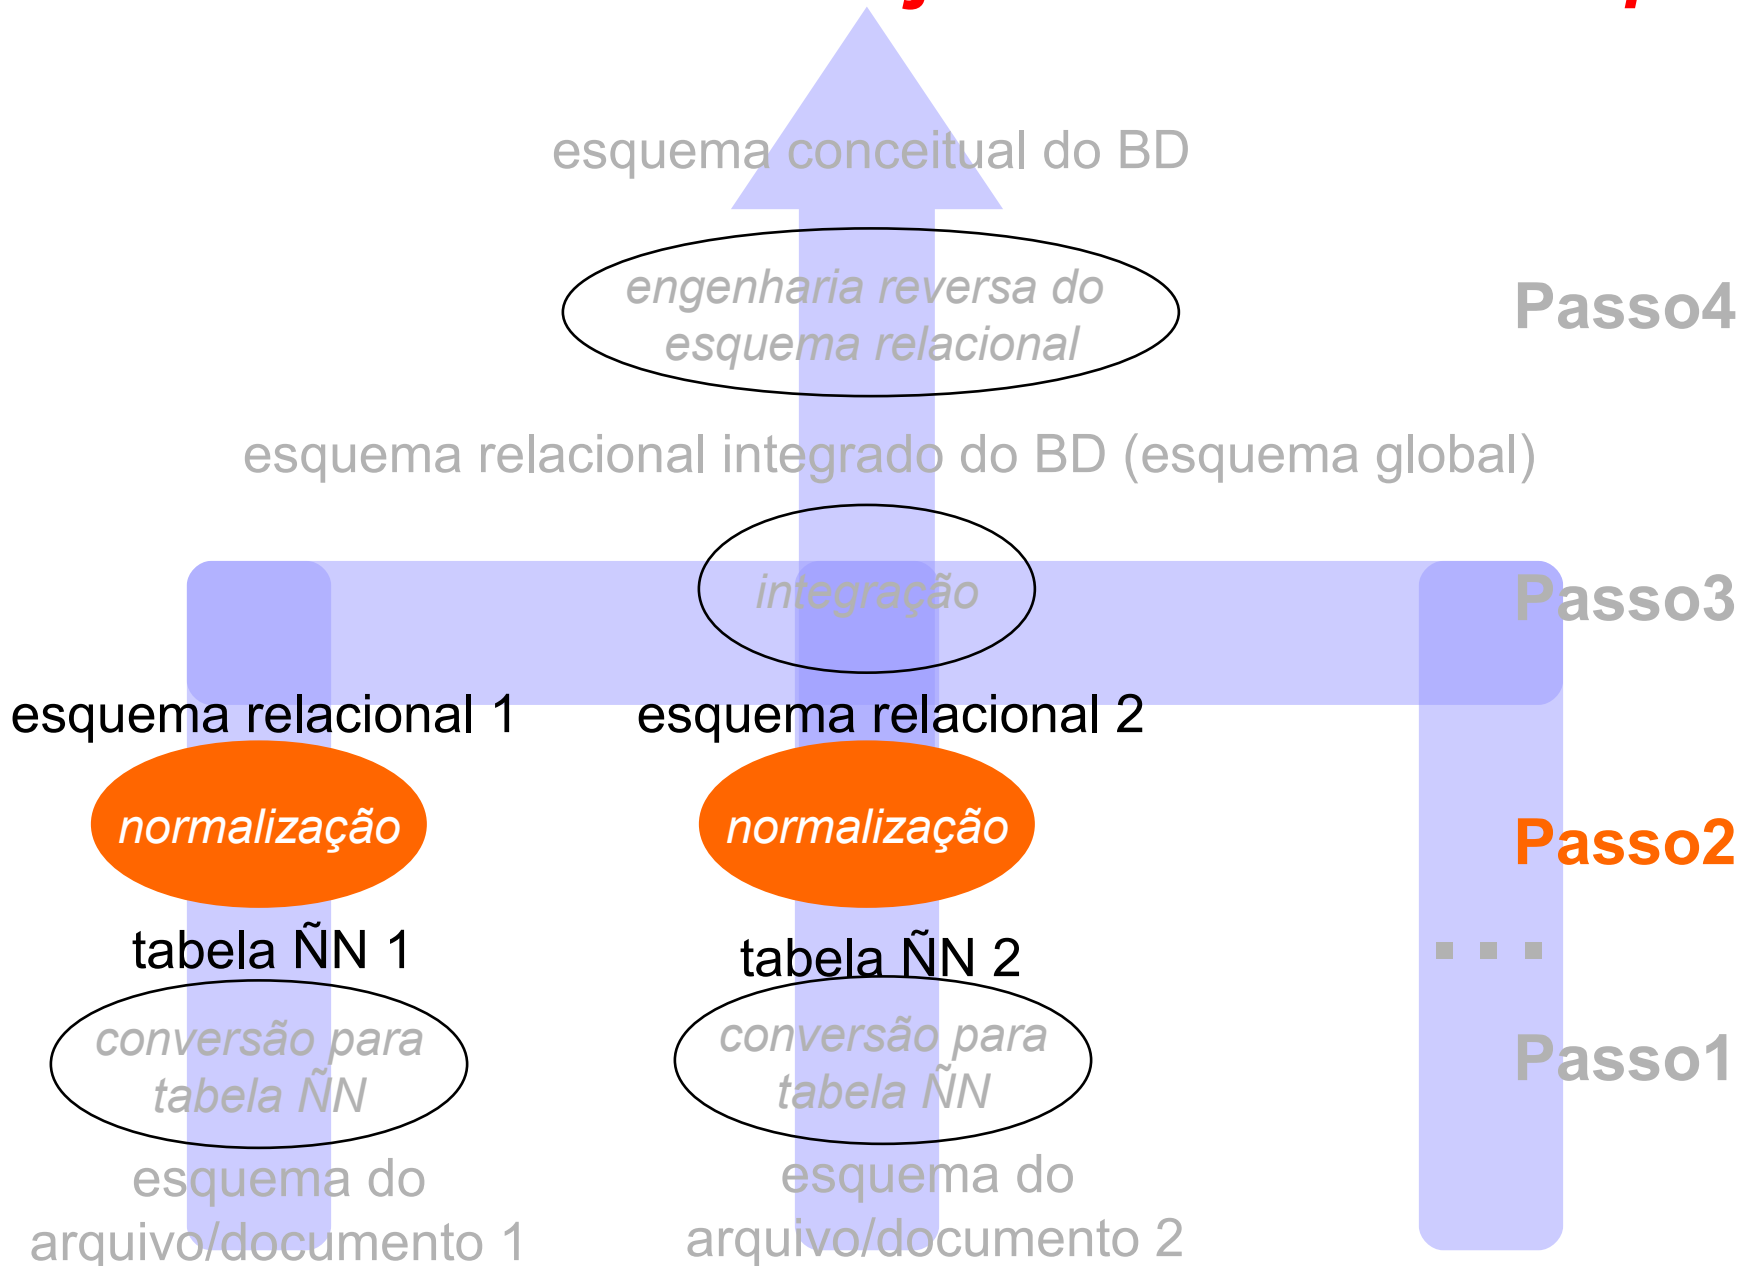 esquema conceitual do BD
engenharia reversa do
esquema relacional
Passo4
esquema relacional integrado do BD (esquema global)
integração
Passo3
esquema relacional 1
esquema relacional 2
normalização
normalização
Passo2
tabela ÑN 1
tabela ÑN 2
...
conversão para
tabela ÑN
conversão para
tabela ÑN
Passo1
esquema do
arquivo/documento 1
esquema do
arquivo/documento 2